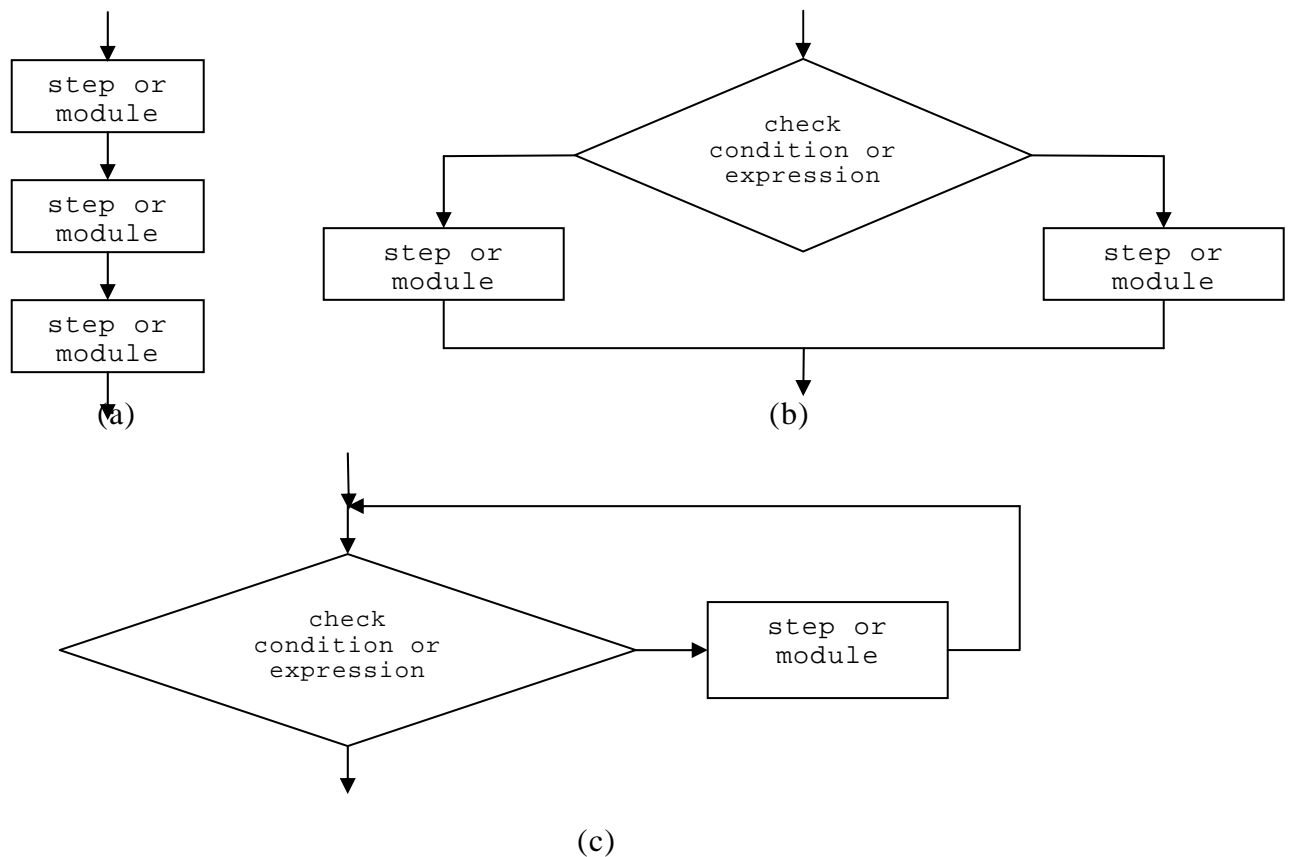 step or
module
step or
module
step or
module
(a)
check
condition or
expression
step or
module
step or
module
(b)
check
condition or
expression
step or
module
(c)